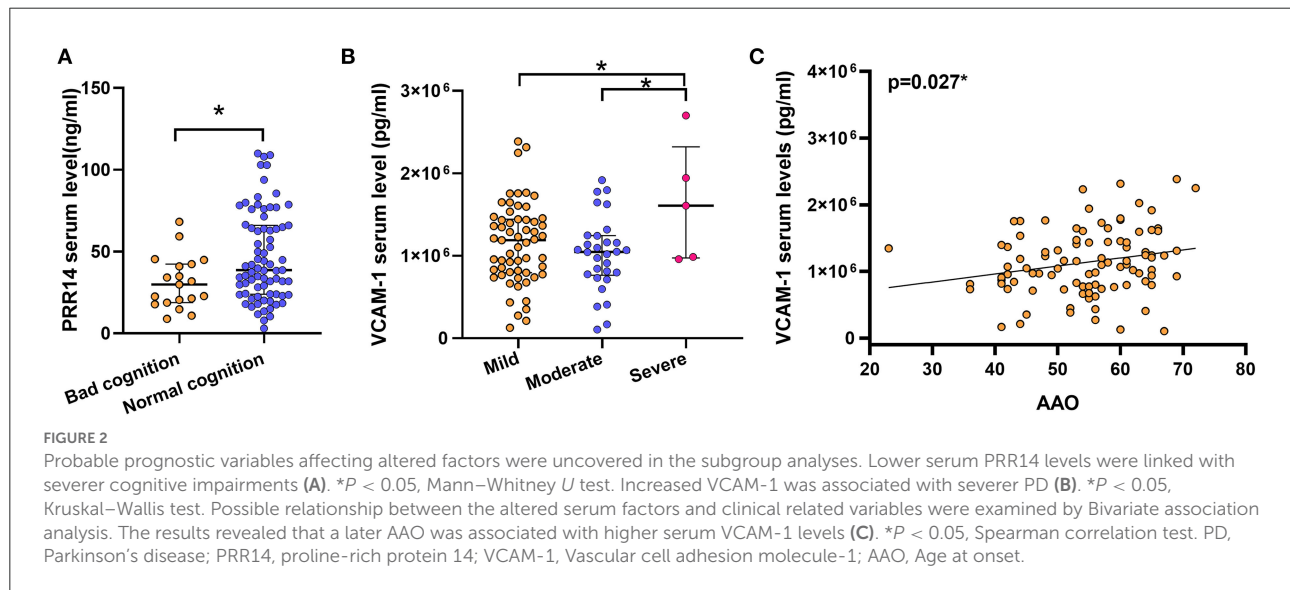 A
PRR14 serum level(ng/ml)
150
100
50
0
*
Bad cognition
Normal cognition
B
VCAM-1 serum level (pg/ml)
3×10⁶
2×10⁶
1×10⁶
0
*
*
Mild
Moderate
Severe
C
VCAM-1 serum levels (pg/ml)
4×10⁶
3×10⁶
2×10⁶
1×10⁶
0
p=0.027*
20 30 40 50 60 70 80
AAO
FIGURE 2
Probable prognostic variables affecting altered factors were uncovered in the subgroup analyses. Lower serum PRR14 levels were linked with
severer cognitive impairments (A). *P < 0.05, Mann–Whitney U test. Increased VCAM-1 was associated with severer PD (B). *P < 0.05,
Kruskal–Wallis test. Possible relationship between the altered serum factors and clinical related variables were examined by Bivariate association
analysis. The results revealed that a later AAO was associated with higher serum VCAM-1 levels (C). *P < 0.05, Spearman correlation test. PD,
Parkinson's disease; PRR14, proline-rich protein 14; VCAM-1, Vascular cell adhesion molecule-1; AAO, Age at onset.